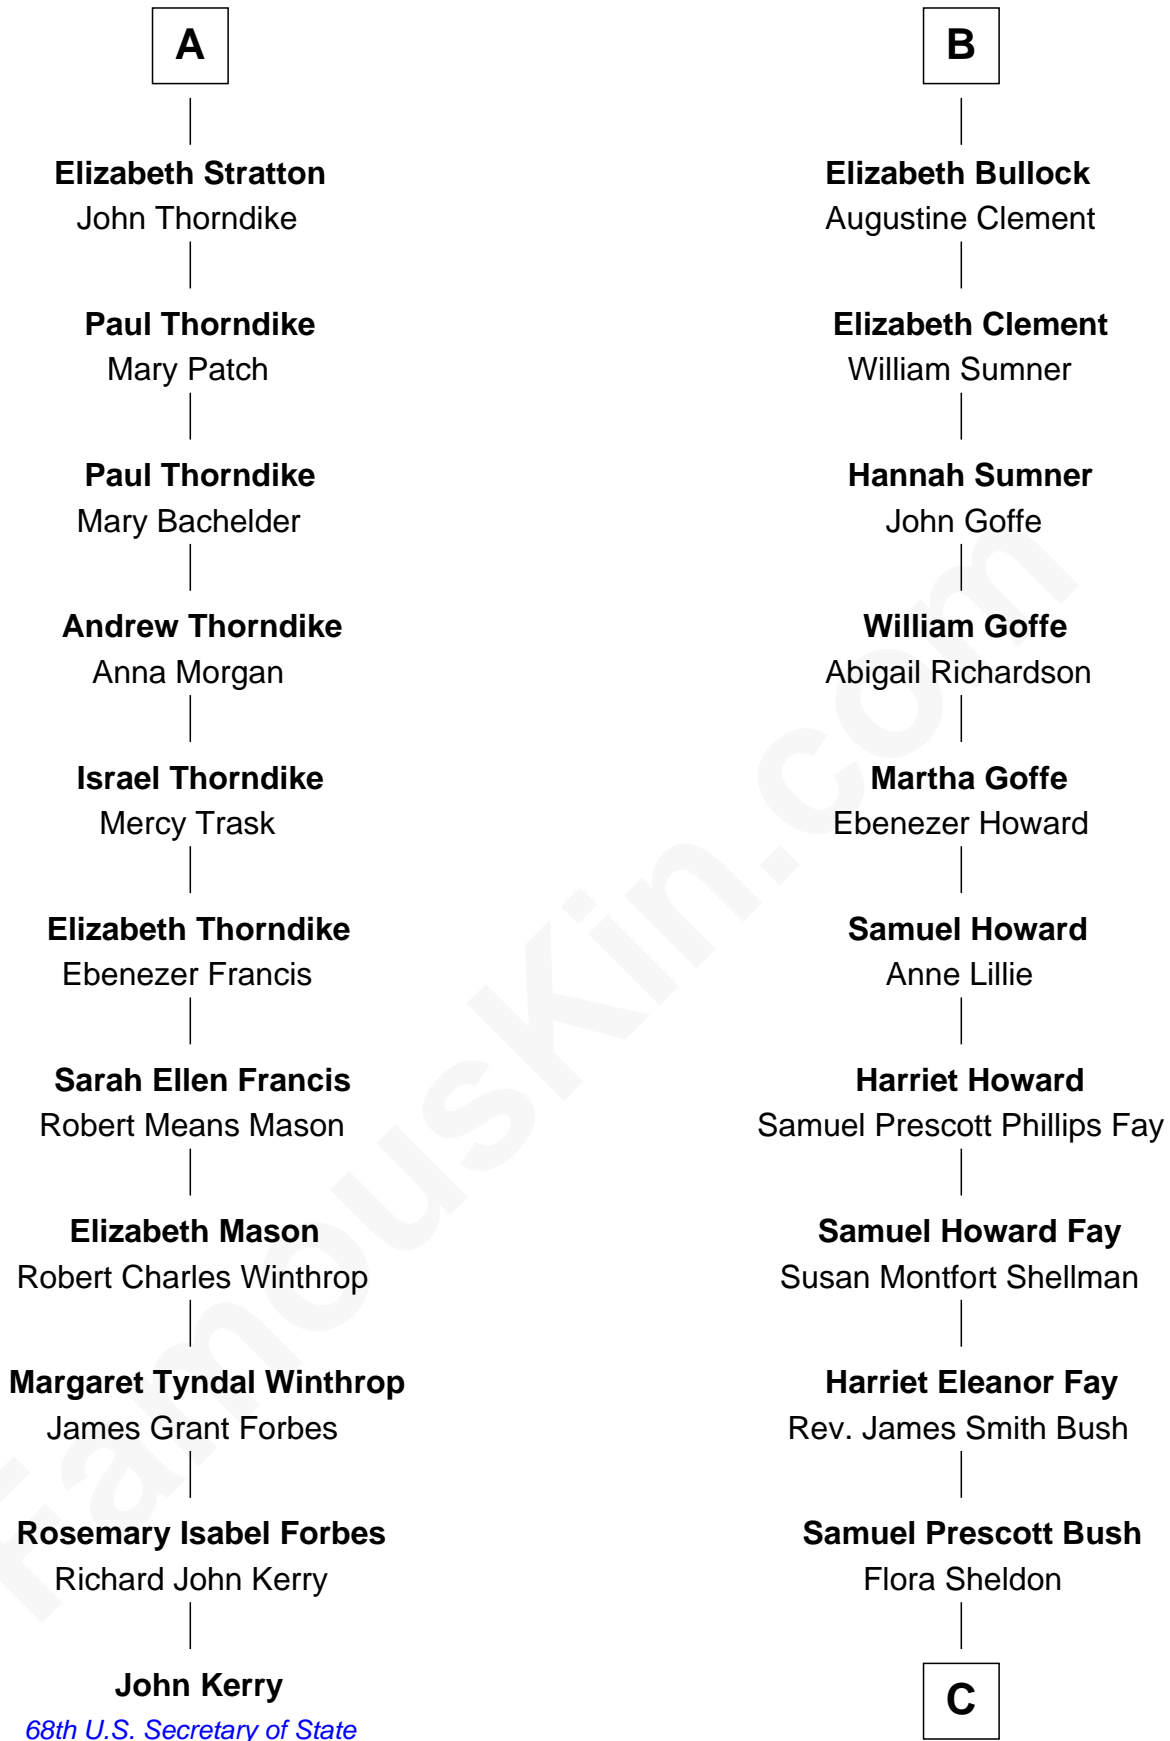 A
Elizabeth Stratton
John Thorndike
Paul Thorndike
Mary Patch
Paul Thorndike
Mary Bachelder
Andrew Thorndike
Anna Morgan
Israel Thorndike
Mercy Trask
Elizabeth Thorndike
Ebenezer Francis
Sarah Ellen Francis
Robert Means Mason
Elizabeth Mason
Robert Charles Winthrop
Margaret Tyndal Winthrop
James Grant Forbes
Rosemary Isabel Forbes
Richard John Kerry
John Kerry
68th U.S. Secretary of State
B
Elizabeth Bullock
Augustine Clement
Elizabeth Clement
William Sumner
Hannah Sumner
John Goffe
William Goffe
Abigail Richardson
Martha Goffe
Ebenezer Howard
Samuel Howard
Anne Lillie
Harriet Howard
Samuel Prescott Phillips Fay
Samuel Howard Fay
Susan Montfort Shellman
Harriet Eleanor Fay
Rev. James Smith Bush
Samuel Prescott Bush
Flora Sheldon
C
FamousKin.com